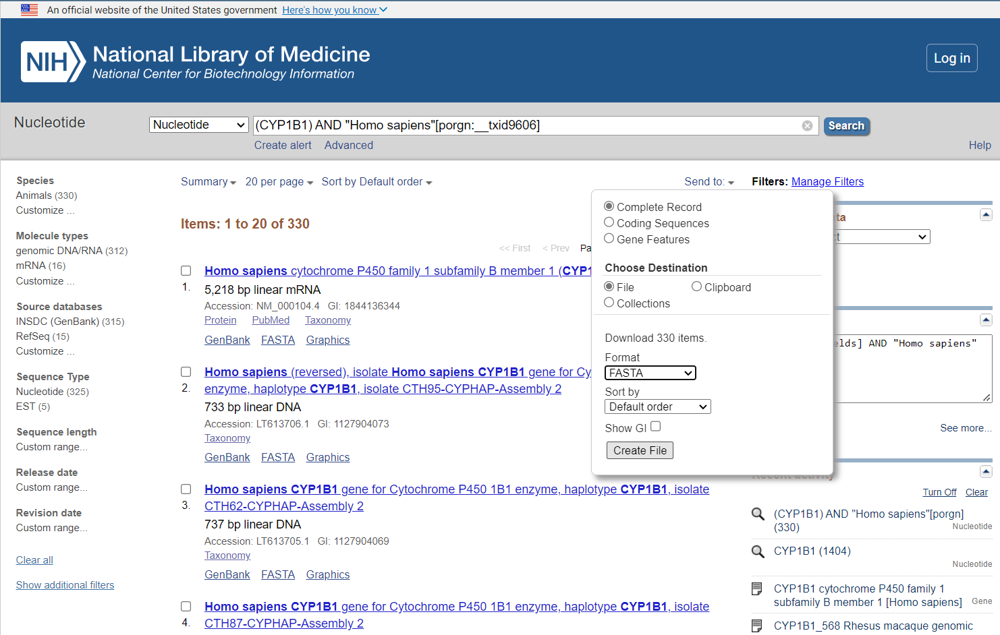 An official website of the United States government Here's how you know
NIH National Library of Medicine
National Center for Biotechnology Information
Log in
Nucleotide
Nucleotide
(CYP1B1) AND "Homo sapiens"[porgn:__txid9606]
Search
Create alert Advanced
Help
Species
Animals (330)
Customize ...
Molecule types
genomic DNA/RNA (312)
mRNA (16)
Customize ...
Source databases
INSDC (GenBank) (315)
RefSeq (15)
Customize ...
Sequence Type
Nucleotide (325)
EST (5)
Sequence length
Custom range...
Release date
Custom range...
Revision date
Custom range...
Clear all
Show additional filters
Summary 20 per page Sort by Default order
Send to:
Items: 1 to 20 of 330
<< First < Prev Pa
Homo sapiens cytochrome P450 family 1 subfamily B member 1 (CYP1
1.
5,218 bp linear mRNA
Accession: NM_000104.4 GI: 1844136344
Protein PubMed Taxonomy
GenBank FASTA Graphics
Homo sapiens (reversed), isolate Homo sapiens CYP1B1 gene for Cy
2. enzyme, haplotype CYP1B1, isolate CTH95-CYPHAP-Assembly 2
733 bp linear DNA
Accession: LT613706.1 GI: 1127904073
Taxonomy
GenBank FASTA Graphics
Homo sapiens CYP1B1 gene for Cytochrome P450 1B1 enzyme, haplotype CYP1B1, isolate
3. CTH62-CYPHAP-Assembly 2
737 bp linear DNA
Accession: LT613705.1 GI: 1127904069
Taxonomy
GenBank FASTA Graphics
Homo sapiens CYP1B1 gene for Cytochrome P450 1B1 enzyme, haplotype CYP1B1, isolate
4. CTH87-CYPHAP-Assembly 2
Complete Record
Coding Sequences
Gene Features
Choose Destination
File Clipboard
Collections
Download 330 items.
Format
FASTA
Sort by
Default order
Show GI
Create File
Filters: Manage Filters
ta
t
elds] AND "Homo sapiens"
See more...
Recent activity
Turn Off Clear
(CYP1B1) AND "Homo sapiens"[porgn]
(330)
Nucleotide
CYP1B1 (1404)
Nucleotide
CYP1B1 cytochrome P450 family 1
subfamily B member 1 [Homo sapiens] Gene
CYP1B1_568 Rhesus macaque genomic